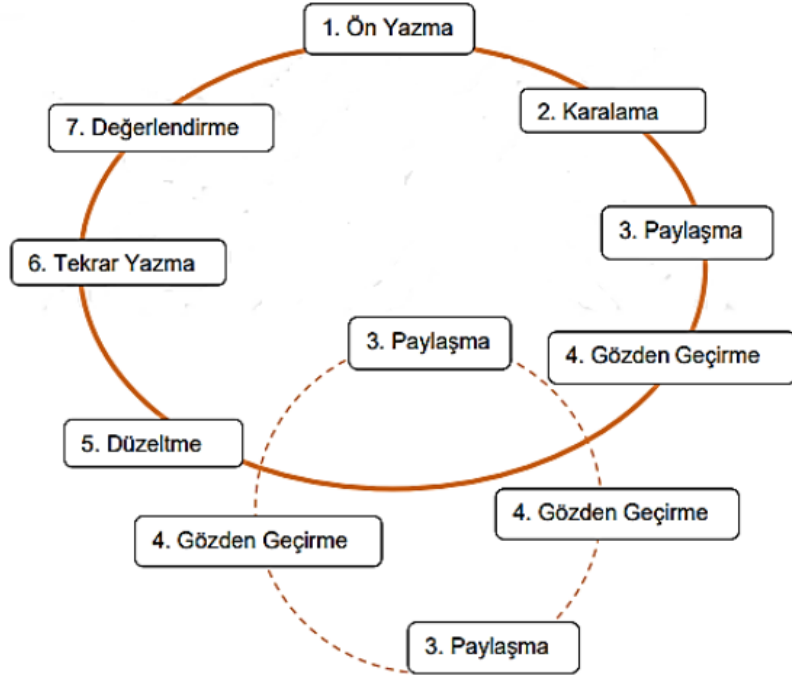 1. Ön Yazma
2. Karalama
7. Değerlendirme
3. Paylaşma
6. Tekrar Yazma
3. Paylaşma
4. Gözden Geçirme
5. Düzeltme
4. Gözden Geçirme
4. Gözden Geçirme
3. Paylaşma